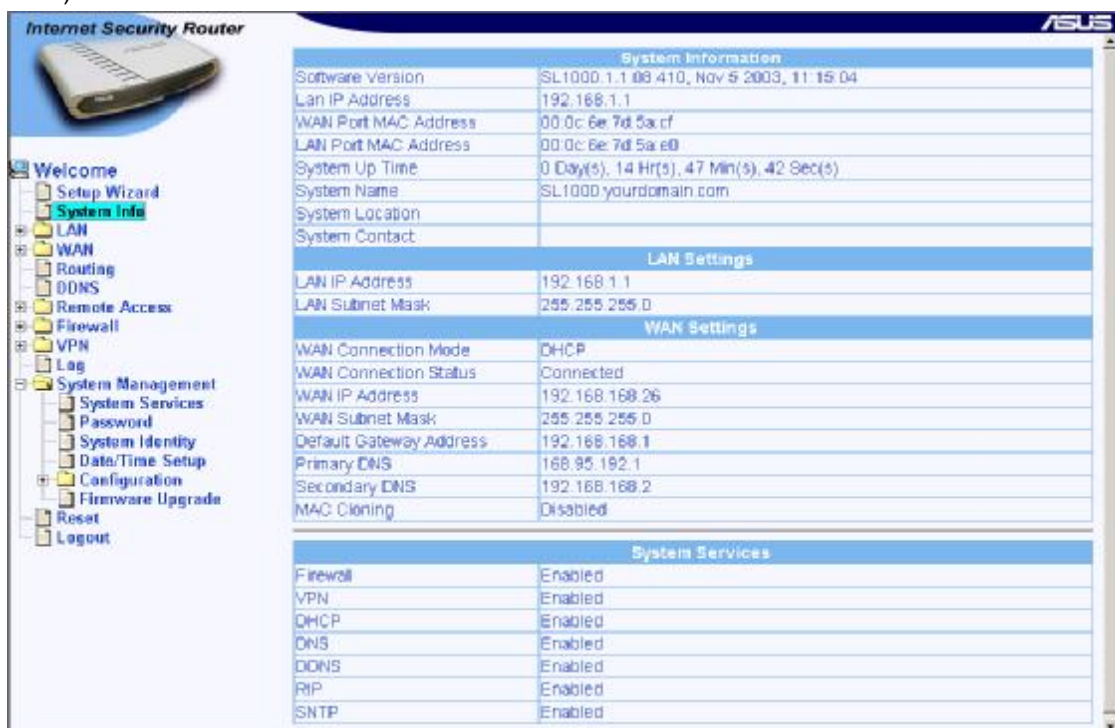 Internet Security Router
ASUS
Welcome
Setup Wizard
System Info
LAN
WAN
Routing
DDNS
Remote Access
Firewall
VPN
Log
System Management
System Services
Password
System Identity
Date/Time Setup
Configuration
Firmware Upgrade
Reset
Logout
System Information
Software Version SL1000.1.1.08.410, Nov 5 2003, 11:15:04
Lan IP Address 192.168.1.1
WAN Port MAC Address 00:0c:6e:7d:5a:cf
LAN Port MAC Address 00:0c:6e:7d:5a:e0
System Up Time 0 Day(s), 14 Hr(s), 47 Min(s), 42 Sec(s)
System Name SL1000.yourdomain.com
System Location
System Contact
LAN Settings
LAN IP Address 192.168.1.1
LAN Subnet Mask 255.255.255.0
WAN Settings
WAN Connection Mode DHCP
WAN Connection Status Connected
WAN IP Address 192.168.168.26
WAN Subnet Mask 255.255.255.0
Default Gateway Address 192.168.168.1
Primary DNS 168.95.192.1
Secondary DNS 192.168.168.2
MAC Cloning Disabled
System Services
Firewall Enabled
VPN Enabled
DHCP Enabled
DNS Enabled
DDNS Enabled
RIP Enabled
SNTP Enabled